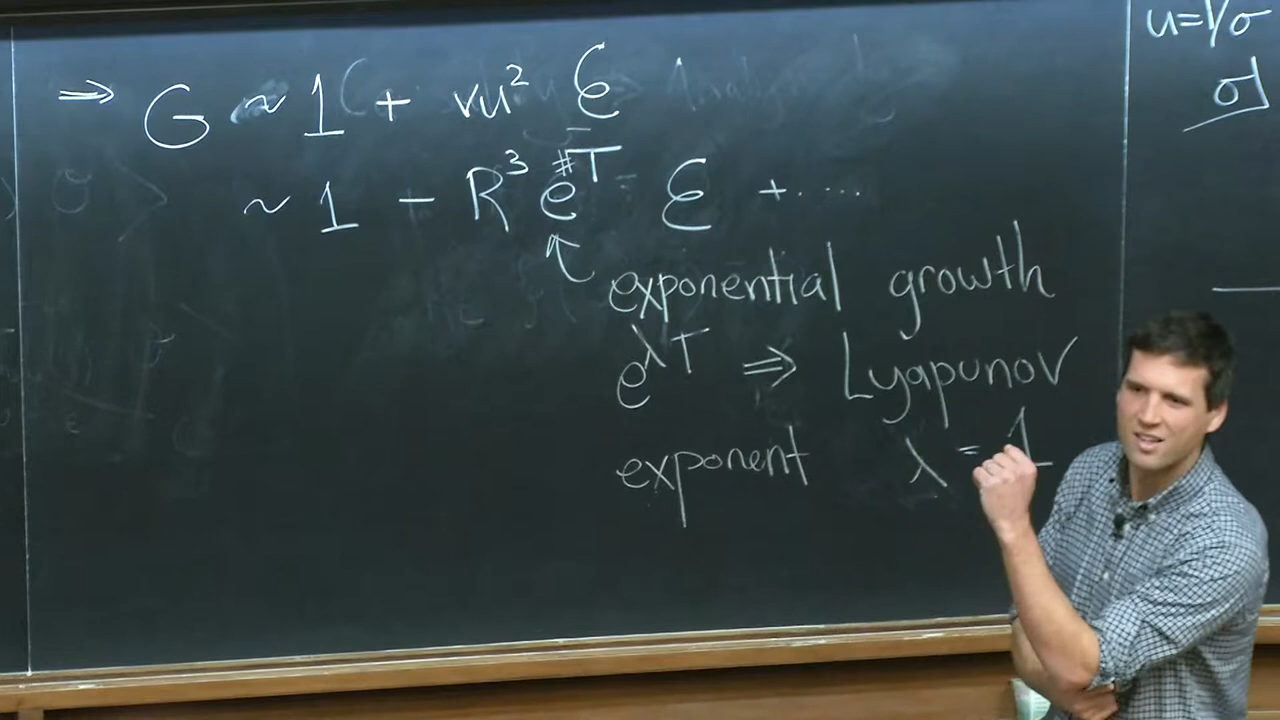 ⇒ G ~ 1 + vu² ℰ
~ 1 − R³ e^{#T} ℰ + ....
exponential growth
e^{λT} ⇒ Lyapunov
exponent λ = 1
u=1/σ
σ